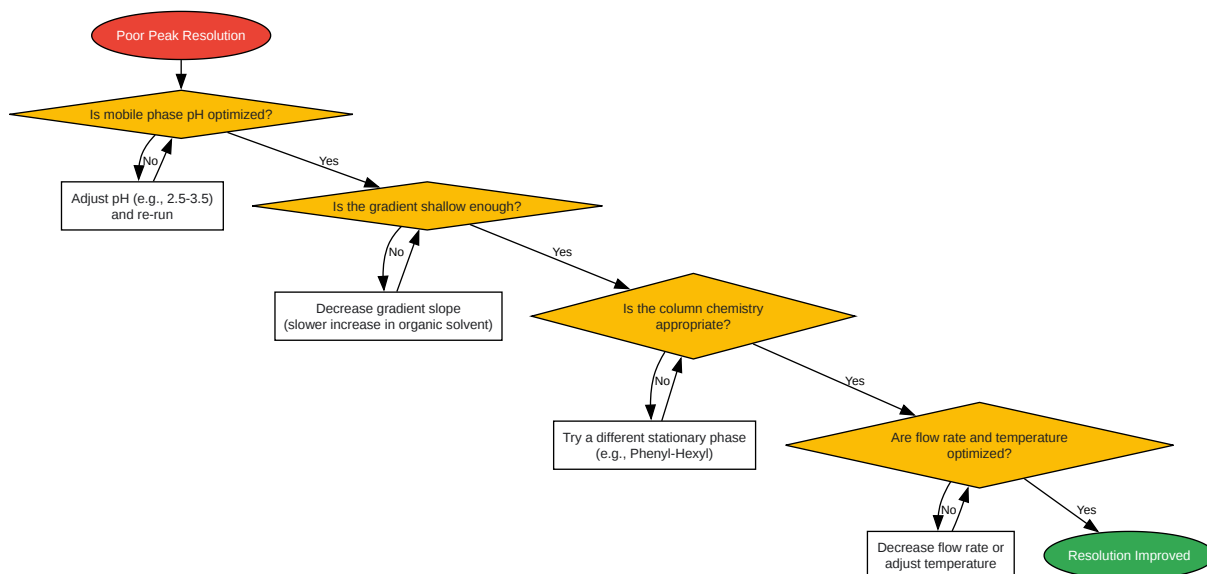 Poor Peak Resolution
Is mobile phase pH optimized?
No
Yes
Adjust pH (e.g., 2.5-3.5)
and re-run
Is the gradient shallow enough?
No
Yes
Decrease gradient slope
(slower increase in organic solvent)
Is the column chemistry
appropriate?
No
Yes
Try a different stationary phase
(e.g., Phenyl-Hexyl)
Are flow rate and temperature
optimized?
No
Yes
Decrease flow rate or
adjust temperature
Resolution Improved